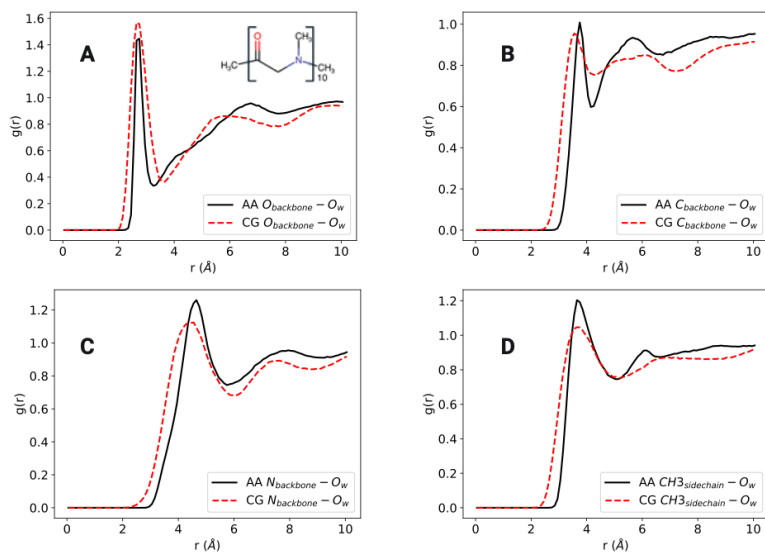 A
O
CH₃
H₃C
N
CH₃
10
1.6
1.4
1.2
1.0
0.8
0.6
0.4
0.2
0.0
g(r)
AA O_backbone − O_w
CG O_backbone − O_w
0 2 4 6 8 10
r (Å)
B
1.0
0.8
0.6
0.4
0.2
0.0
g(r)
AA C_backbone − O_w
CG C_backbone − O_w
0 2 4 6 8 10
r (Å)
C
1.2
1.0
0.8
0.6
0.4
0.2
0.0
g(r)
AA N_backbone − O_w
CG N_backbone − O_w
0 2 4 6 8 10
r (Å)
D
1.2
1.0
0.8
0.6
0.4
0.2
0.0
g(r)
AA CH3_sidechain − O_w
CG CH3_sidechain − O_w
0 2 4 6 8 10
r (Å)